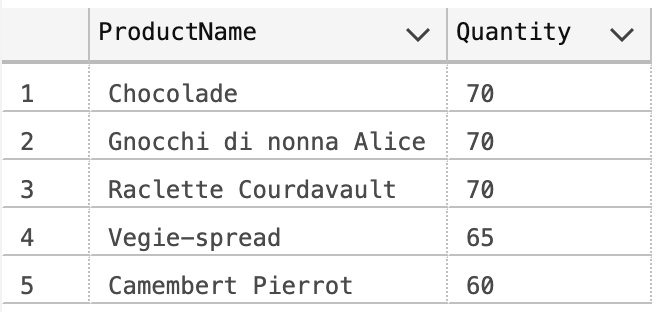 ProductName Quantity
1 Chocolade 70
2 Gnocchi di nonna Alice 70
3 Raclette Courdavault 70
4 Vegie-spread 65
5 Camembert Pierrot 60